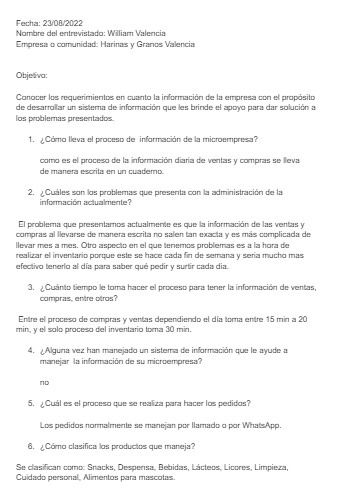 Fecha: 23/08/2022
Nombre del entrevistado: William Valencia
Empresa o comunidad: Harinas y Granos Valencia
Objetivo:
Conocer los requerimientos en cuanto la información de la empresa con el propósito
de desarrollar un sistema de información que les brinde el apoyo para dar solución a
los problemas presentados.
1. ¿Cómo lleva el proceso de información de la microempresa?
como es el proceso de la información diaria de ventas y compras se lleva
de manera escrita en un cuaderno.
2. ¿Cuáles son los problemas que presenta con la administración de la
información actualmente?
El problema que presentamos actualmente es que la información de las ventas y
compras al llevarse de manera escrita no salen tan exacta y es más complicada de
llevar mes a mes. Otro aspecto en el que tenemos problemas es a la hora de
realizar el inventario porque este se hace cada fin de semana y seria mucho mas
efectivo tenerlo al día para saber qué pedir y surtir cada dia.
3. ¿Cuánto tiempo le toma hacer el proceso para tener la información de ventas,
compras, entre otros?
Entre el proceso de compras y ventas dependiendo el día toma entre 15 min a 20
min, y el solo proceso del inventario toma 30 min.
4. ¿Alguna vez han manejado un sistema de información que le ayude a
manejar la información de su microempresa?
no
5. ¿Cuál es el proceso que se realiza para hacer los pedidos?
Los pedidos normalmente se manejan por llamado o por WhatsApp.
6. ¿Cómo clasifica los productos que maneja?
Se clasifican como: Snacks, Despensa, Bebidas, Lácteos, Licores, Limpieza,
Cuidado personal, Alimentos para mascotas.